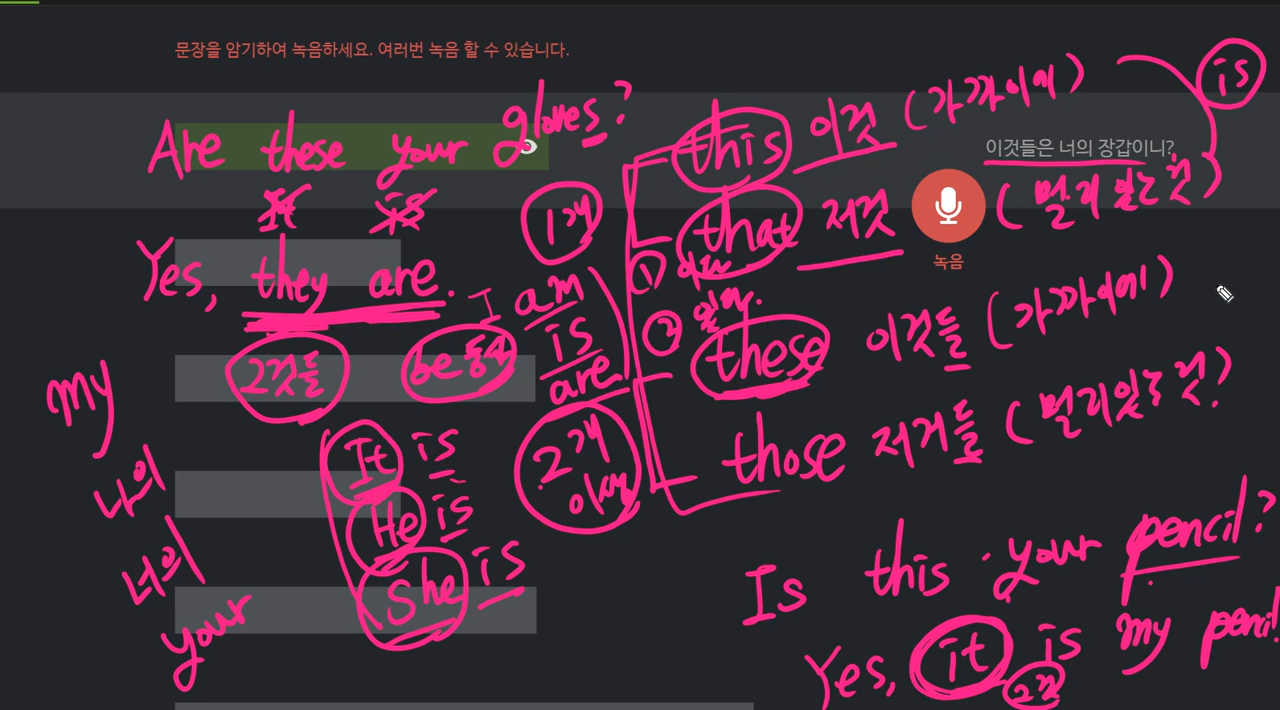 문장을 암기하여 녹음하세요. 여러번 녹음 할 수 있습니다.
Are these your gloves?
이것들은 너의 장갑이니?
녹음
Yes, they are.
그것들
be동사
I am
is
are
1개
2개
이상
this 이것 (가까이에)
is
that 저것 (멀리 있는 것)
①
②
these 이것들 (가까이에)
those 저거들 (멀리있는 것?
my
나의
너의
your
It is
He is
She is
Is this your pencil?
Yes, it is my pencil
그것